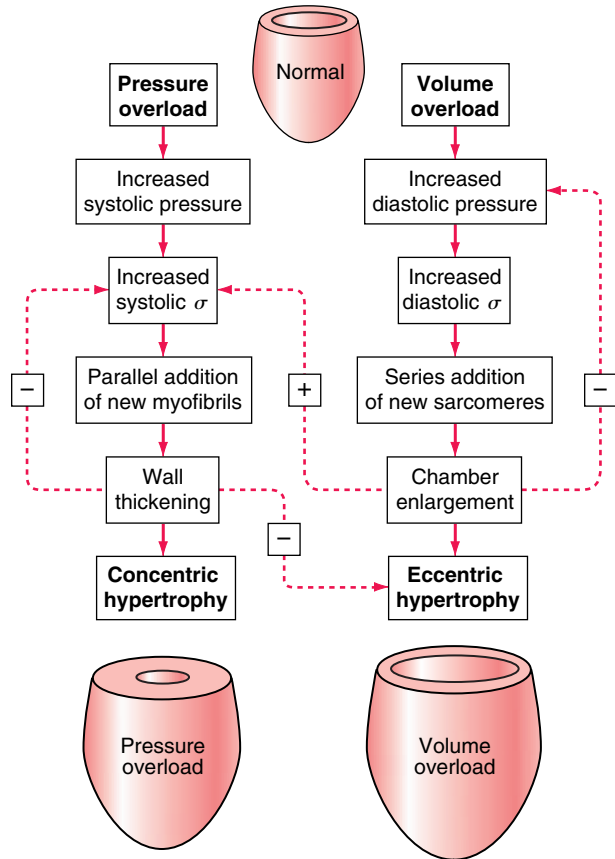 Normal
Pressure
overload
Volume
overload
Increased
systolic pressure
Increased
diastolic pressure
Increased
systolic σ
Increased
diastolic σ
–
Parallel addition
of new myofibrils
+
Series addition
of new sarcomeres
–
Wall
thickening
Chamber
enlargement
–
Concentric
hypertrophy
Eccentric
hypertrophy
Pressure
overload
Volume
overload